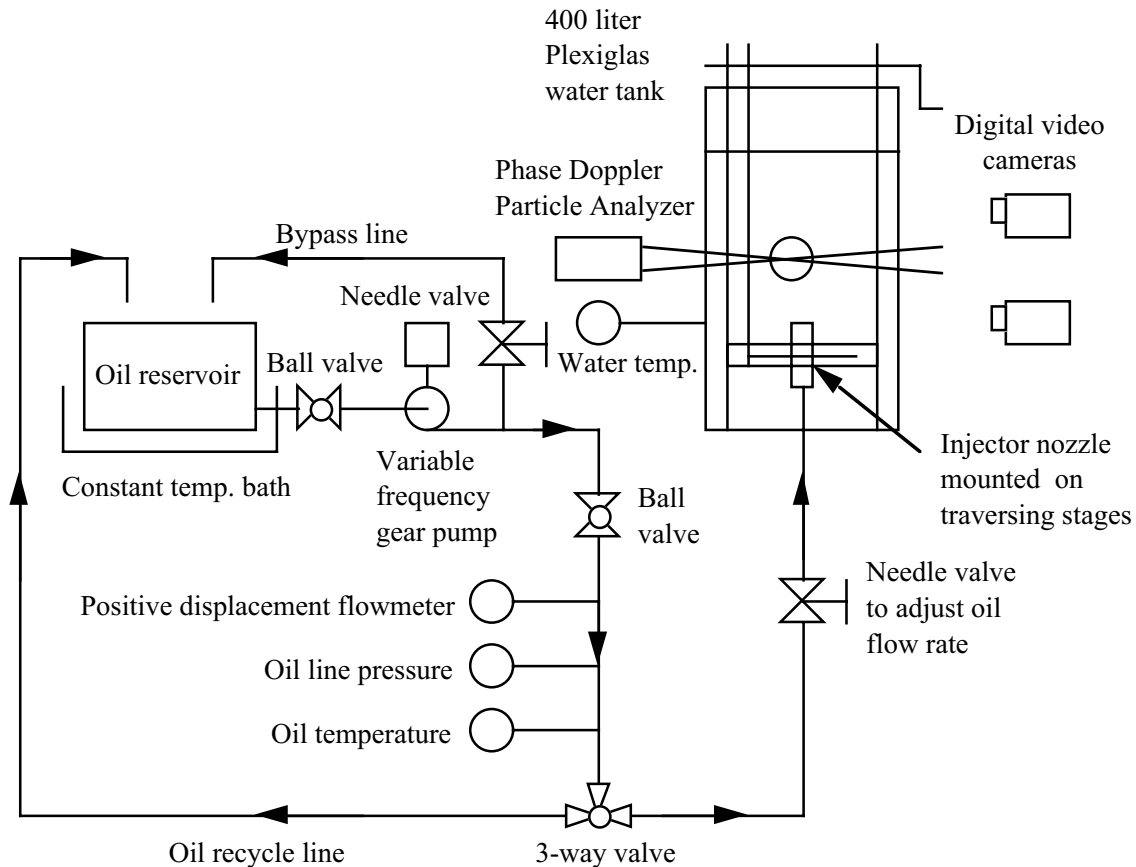 400 liter
Plexiglas
water tank
Digital video
cameras
Phase Doppler
Particle Analyzer
Bypass line
Needle valve
Water temp.
Ball valve
Oil reservoir
Constant temp. bath
Variable
frequency
gear pump
Ball
valve
Injector nozzle
mounted on
traversing stages
Needle valve
to adjust oil
flow rate
Positive displacement flowmeter
Oil line pressure
Oil temperature
Oil recycle line
3-way valve